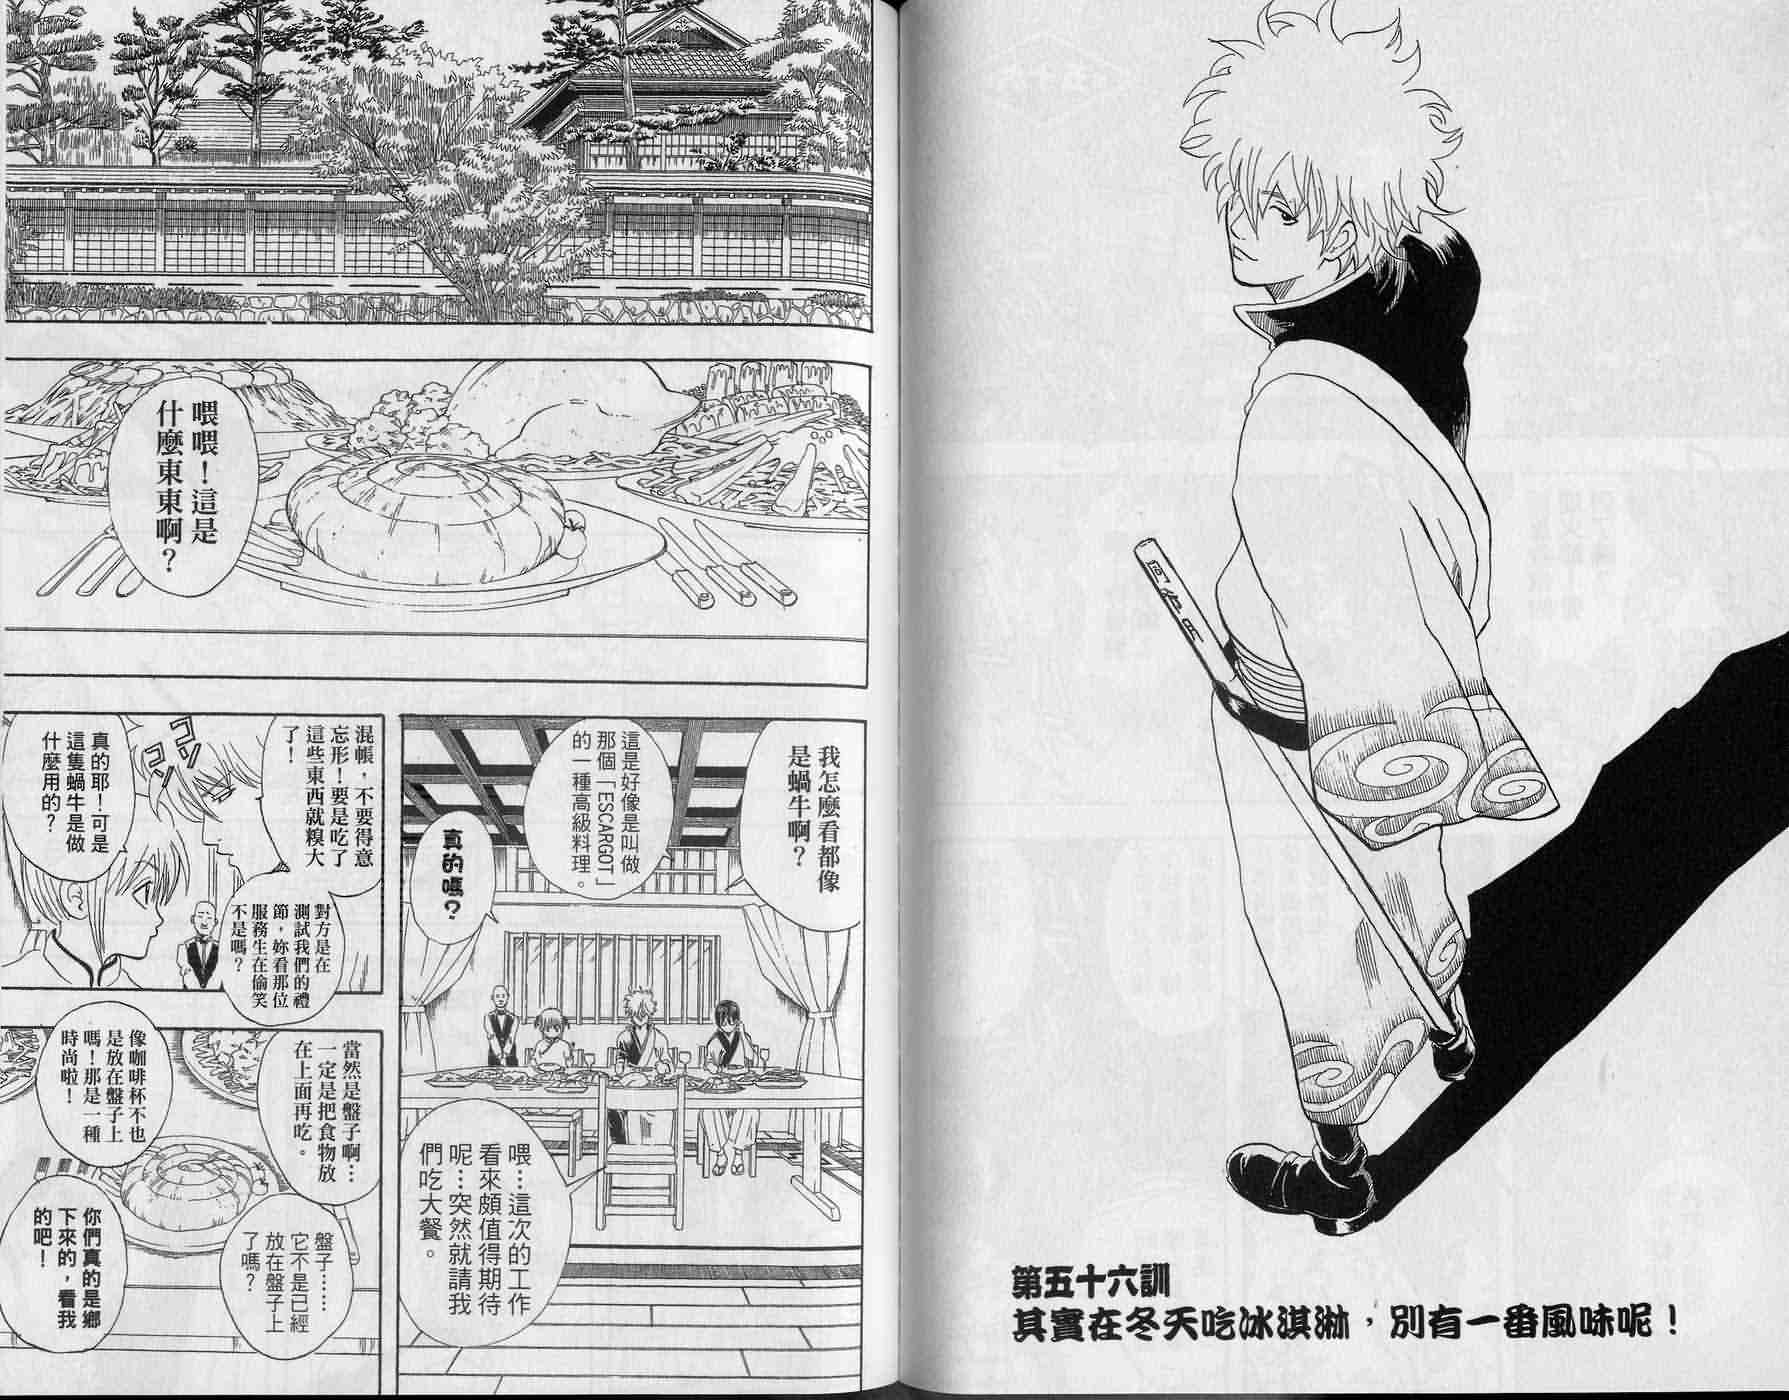 第五十六訓
其實在冬天吃冰淇淋，別有一番風味呢！
喂喂！這是
什麼東東啊？
我怎麼看都像
是蝸牛啊？
這是好像是叫做
那個「ESCARGOT」
的一種高級料理。
真的嗎？
喂…這次的工作
看來頗值得期待
呢…突然就請我
們吃大餐。
混帳，不要得意
忘形！要是吃了
這些東西就糗大
了！
對方是在
測試我們的禮
節，妳看那位
服務生在偷笑
不是嗎？
コソ
コソ
真的耶！可是
這隻蝸牛是做
什麼用的？
當然是盤子啊…
一定是把食物放
在上面再吃。
盤子……
它不是已經
放在盤子上
了嗎？
像咖啡杯不也
是放在盤子上
嗎！那是一種
時尚啦！
你們真的是鄉
下來的，看我
的吧！